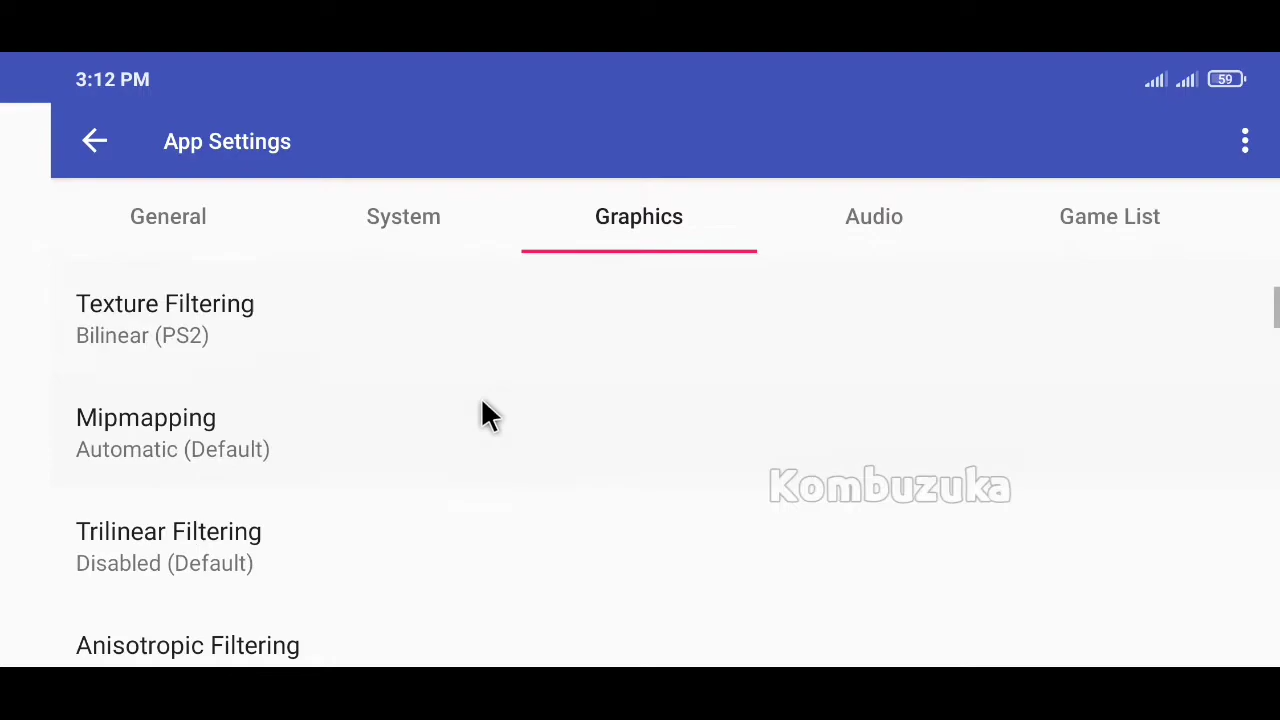 3:12 PM
59
App Settings
General System Graphics Audio Game List
Texture Filtering
Bilinear (PS2)
Mipmapping
Automatic (Default)
Kombuzuka
Trilinear Filtering
Disabled (Default)
Anisotropic Filtering